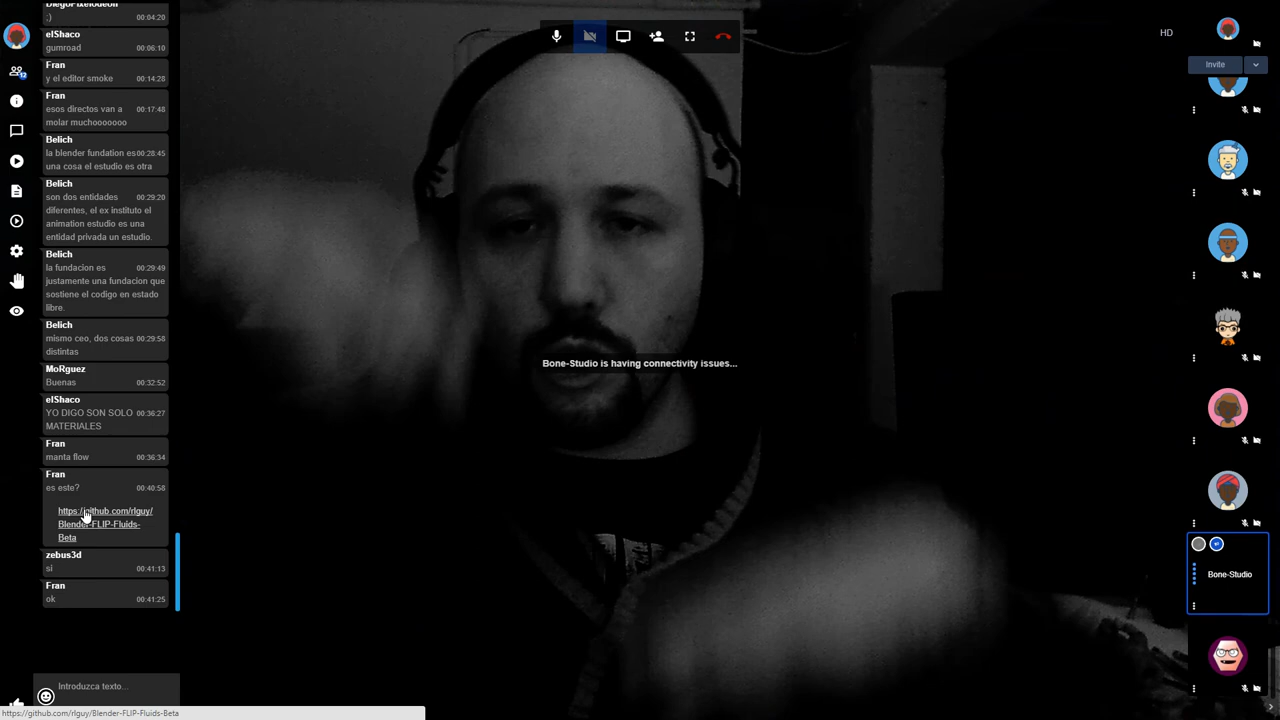 DiegoPixelodeon
;) 00:04:20
elShaco
gumroad 00:06:10
Fran
y el editor smoke 00:14:28
Fran
esos directos van a 00:17:48
molar muchooooooo
Belich
la blender fundation es 00:28:45
una cosa el estudio es otra
Belich
son dos entidades 00:29:20
diferentes, el ex instituto el
animation estudio es una
entidad privada un estudio.
Belich
la fundacion es 00:29:49
justamente una fundacion que
sostiene el codigo en estado
libre.
Belich
mismo ceo, dos cosas 00:29:58
distintas
MoRguez
Buenas 00:32:52
elShaco
YO DIGO SON SOLO 00:36:27
MATERIALES
Fran
manta flow 00:36:34
Fran
es este? 00:40:58
https://github.com/rlguy/
Blender-FLIP-Fluids-
Beta
zebus3d
si 00:41:13
Fran
ok 00:41:25
Introduzca texto...
https://github.com/rlguy/Blender-FLIP-Fluids-Beta
12
Bone-Studio is having connectivity issues...
HD
Invite
Bone-Studio